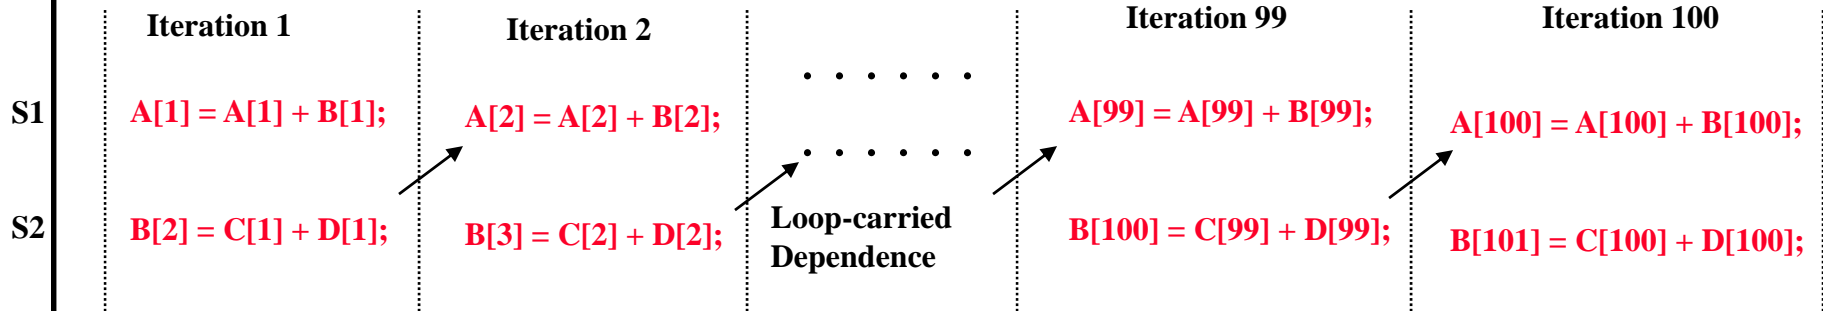 Iteration 1 Iteration 2 Iteration 99 Iteration 100
. . . . . .
S1 A[1] = A[1] + B[1]; A[2] = A[2] + B[2]; A[99] = A[99] + B[99]; A[100] = A[100] + B[100];
. . . . . .
S2 B[2] = C[1] + D[1]; B[3] = C[2] + D[2]; Loop-carried B[100] = C[99] + D[99]; B[101] = C[100] + D[100];
Dependence